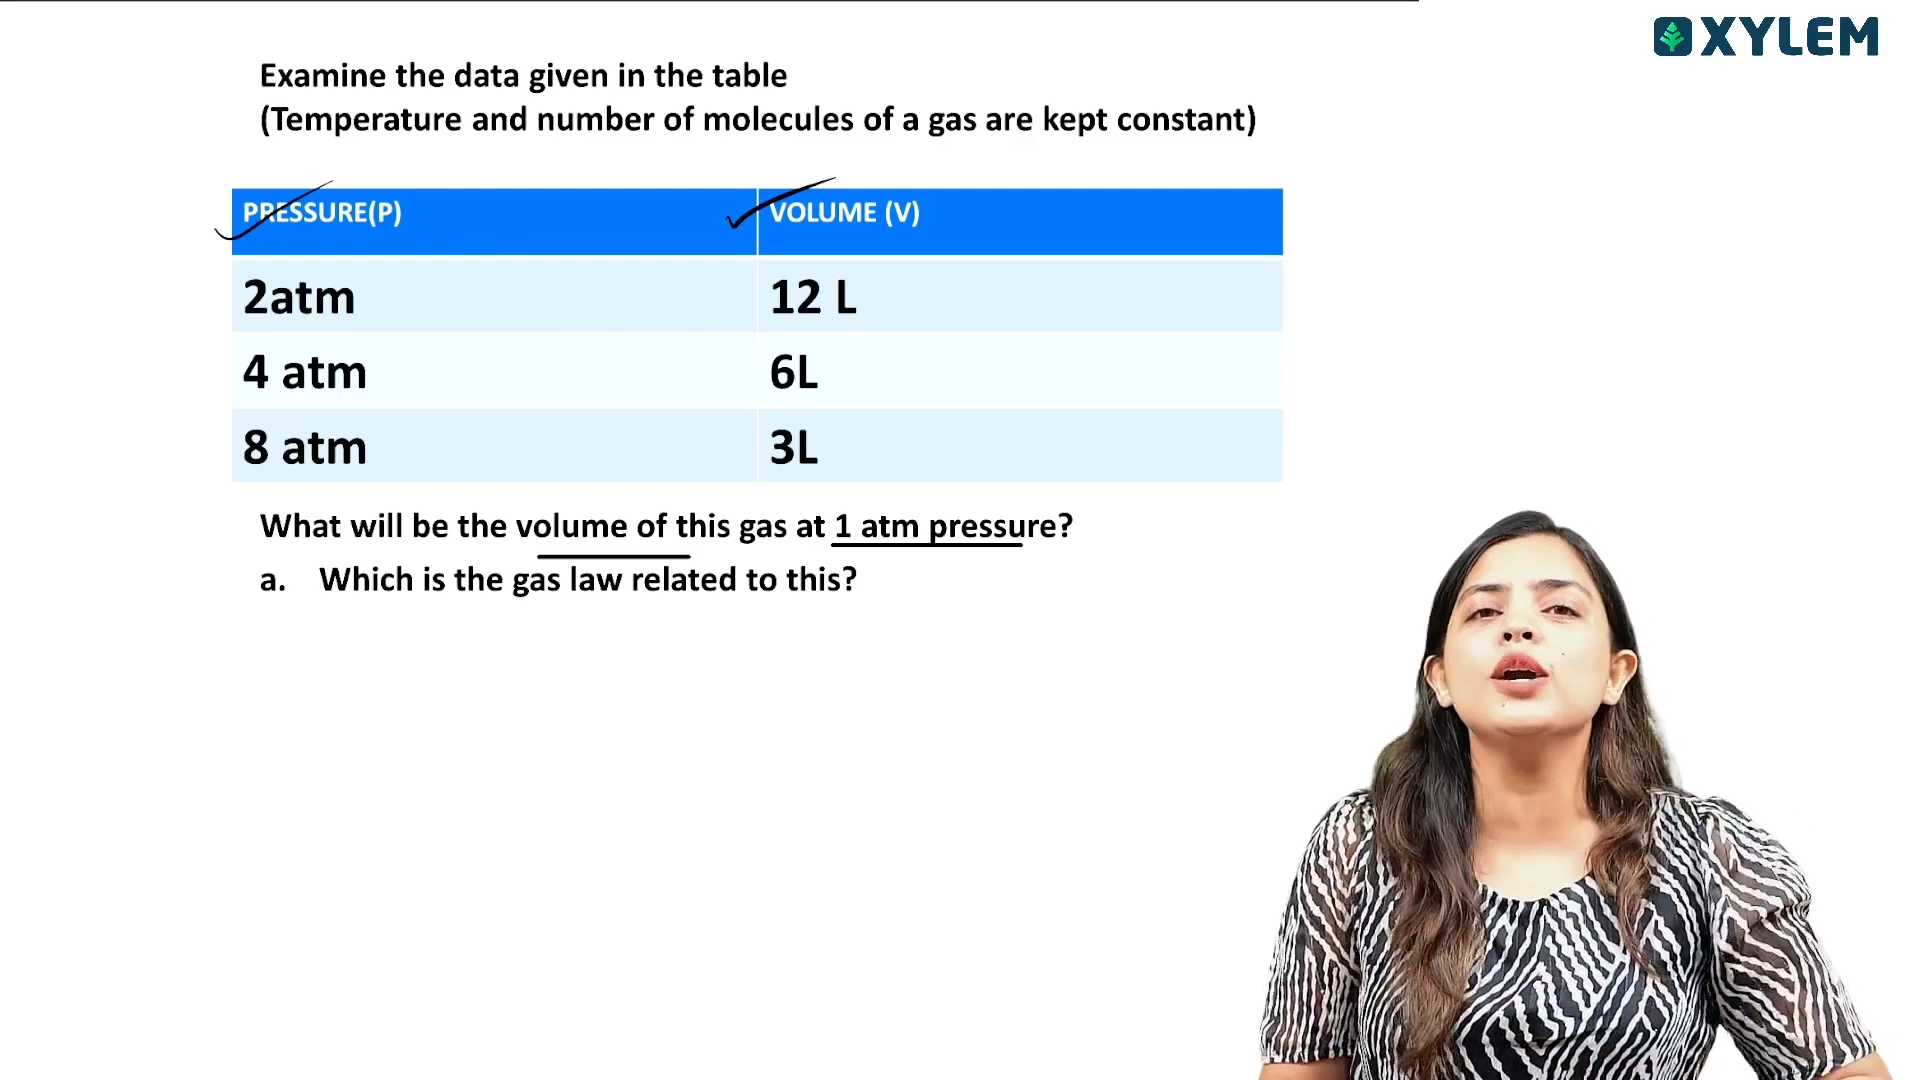 XYLEM
Examine the data given in the table
(Temperature and number of molecules of a gas are kept constant)
PRESSURE(P) VOLUME (V)
2atm 12 L
4 atm 6L
8 atm 3L
What will be the volume of this gas at 1 atm pressure?
a. Which is the gas law related to this?